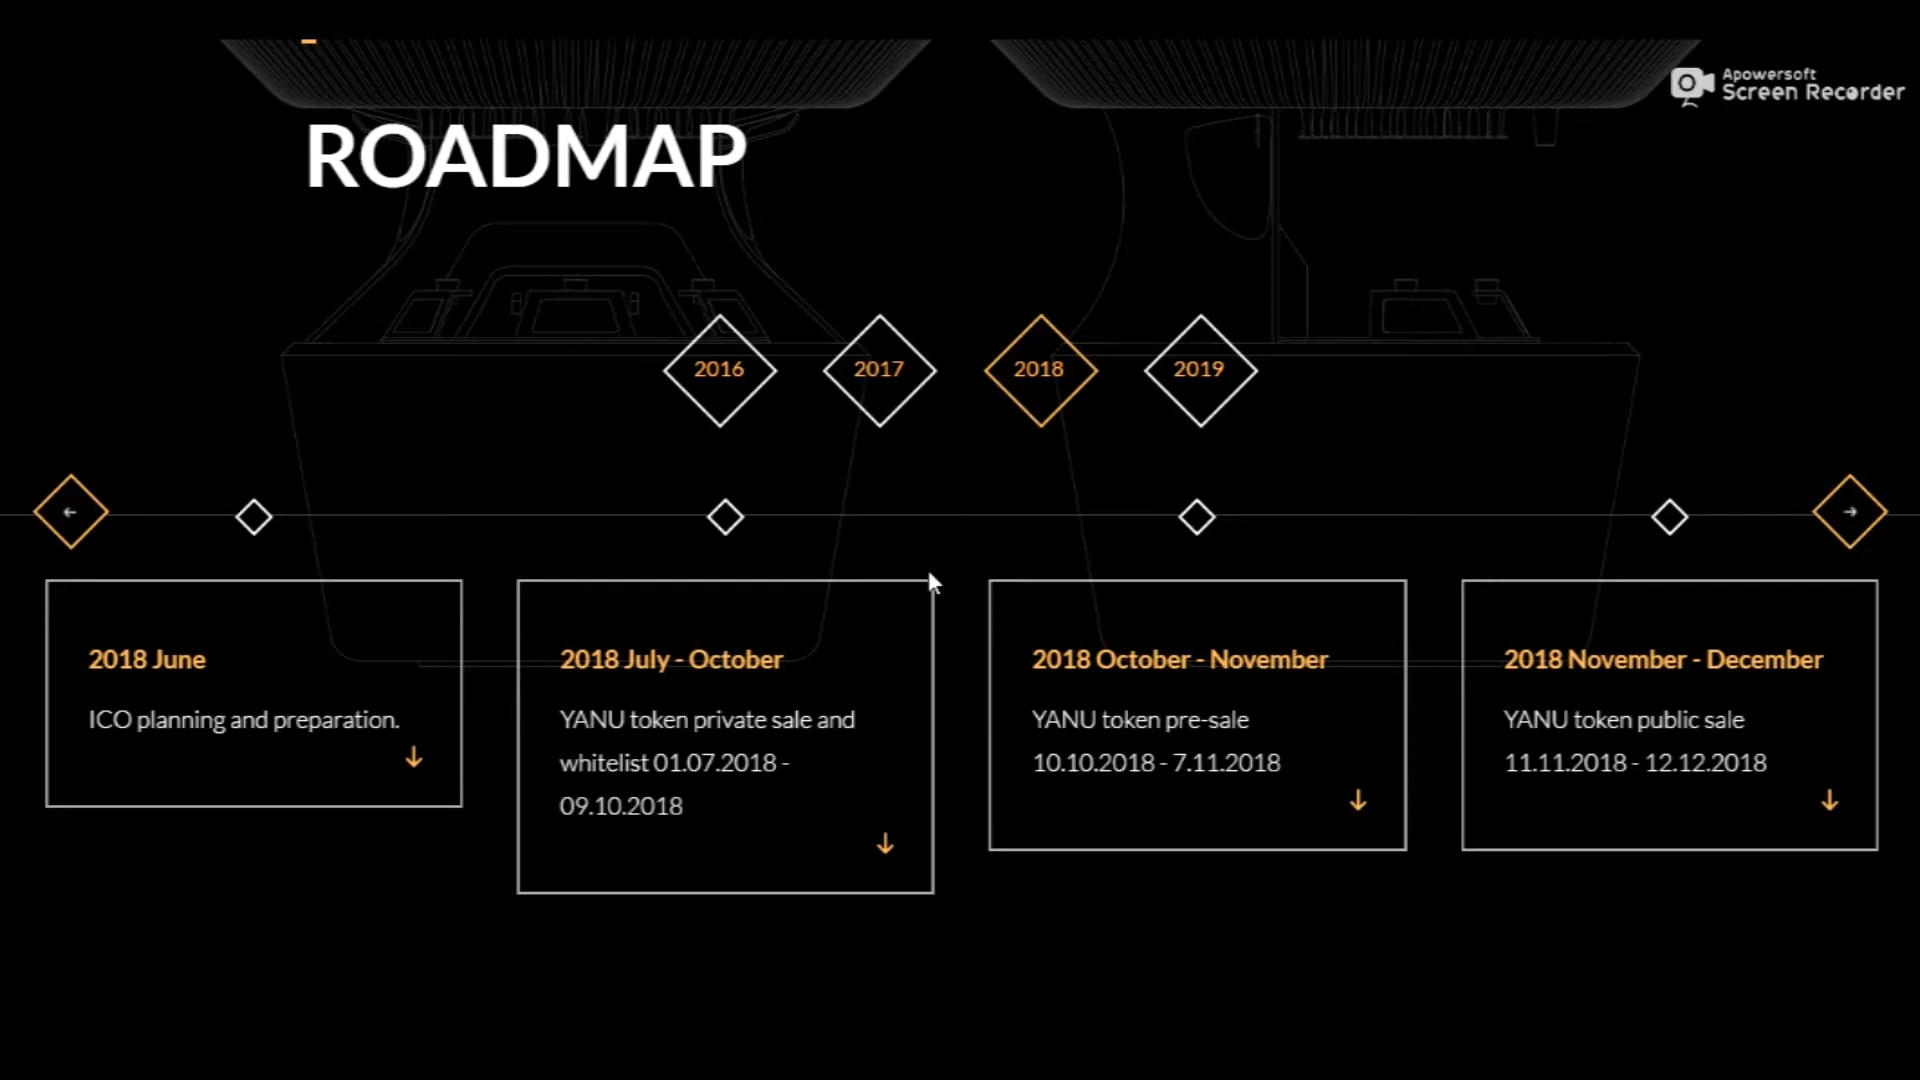 Apowersoft
Screen Recorder
ROADMAP
2016
2017
2018
2019
2018 June
ICO planning and preparation.
2018 July - October
YANU token private sale and
whitelist 01.07.2018 -
09.10.2018
2018 October - November
YANU token pre-sale
10.10.2018 - 7.11.2018
2018 November - December
YANU token public sale
11.11.2018 - 12.12.2018